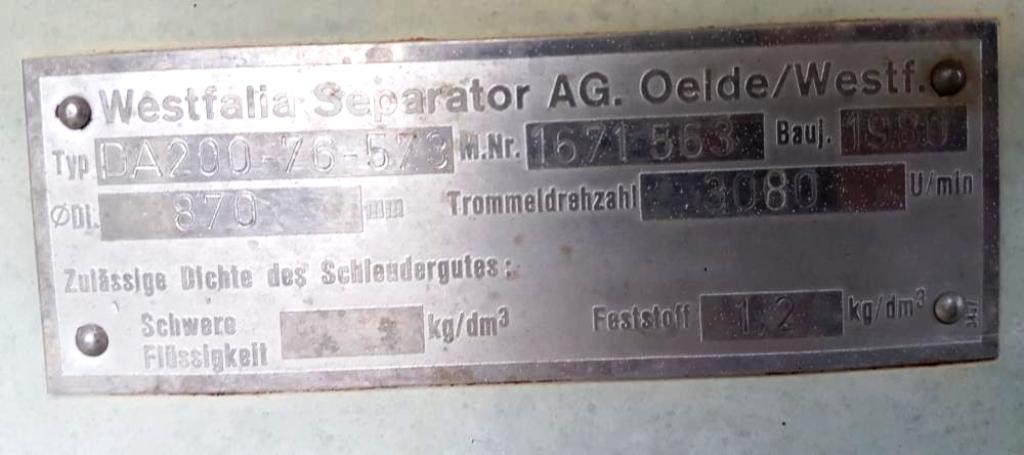 Westfalia Separator AG. Oelde/Westf.
Typ DA200-76-573 M.Nr. 1671 563 Bauj. 1980
ØDI. 870 mm Trommeldrehzahl 3080 U/min
Zulässige Dichte des Schleudergutes:
Schwere Flüssigkeit kg/dm³ Feststoff 1,2 kg/dm³